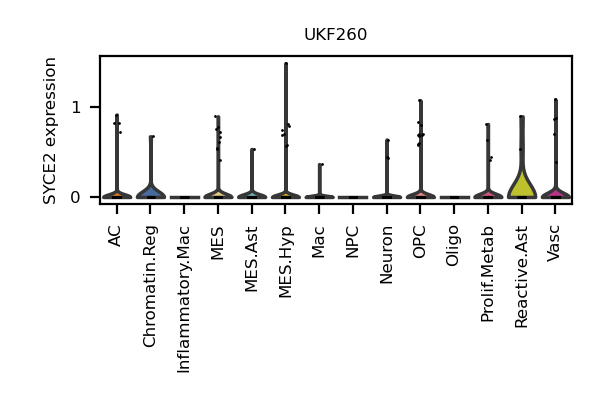 UKF260
SYCE2 expression
1
0
AC
Chromatin.Reg
Inflammatory.Mac
MES
MES.Ast
MES.Hyp
Mac
NPC
Neuron
OPC
Oligo
Prolif.Metab
Reactive.Ast
Vasc